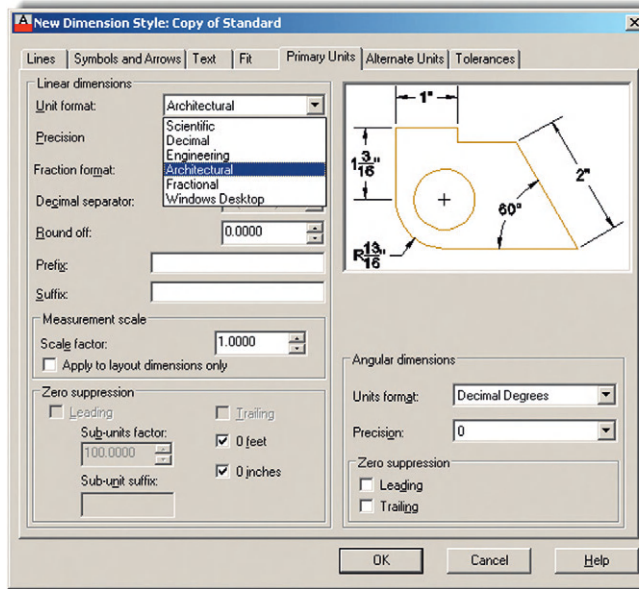 New Dimension Style: Copy of Standard
Lines Symbols and Arrows Text Fit Primary Units Alternate Units Tolerances
Linear dimensions
Unit format: Architectural
Scientific
Decimal
Engineering
Architectural
Fractional
Windows Desktop
Precision
Fraction format:
Decimal separator:
Round off: 0.0000
Prefix:
Suffix:
Measurement scale
Scale factor: 1.0000
Apply to layout dimensions only
Zero suppression
Leading Trailing
Sub-units factor: 0 feet
100.0000
0 inches
Sub-unit suffix:
1"
1 3/16"
2"
60°
R13/16"
Angular dimensions
Units format: Decimal Degrees
Precision: 0
Zero suppression
Leading
Trailing
OK Cancel Help